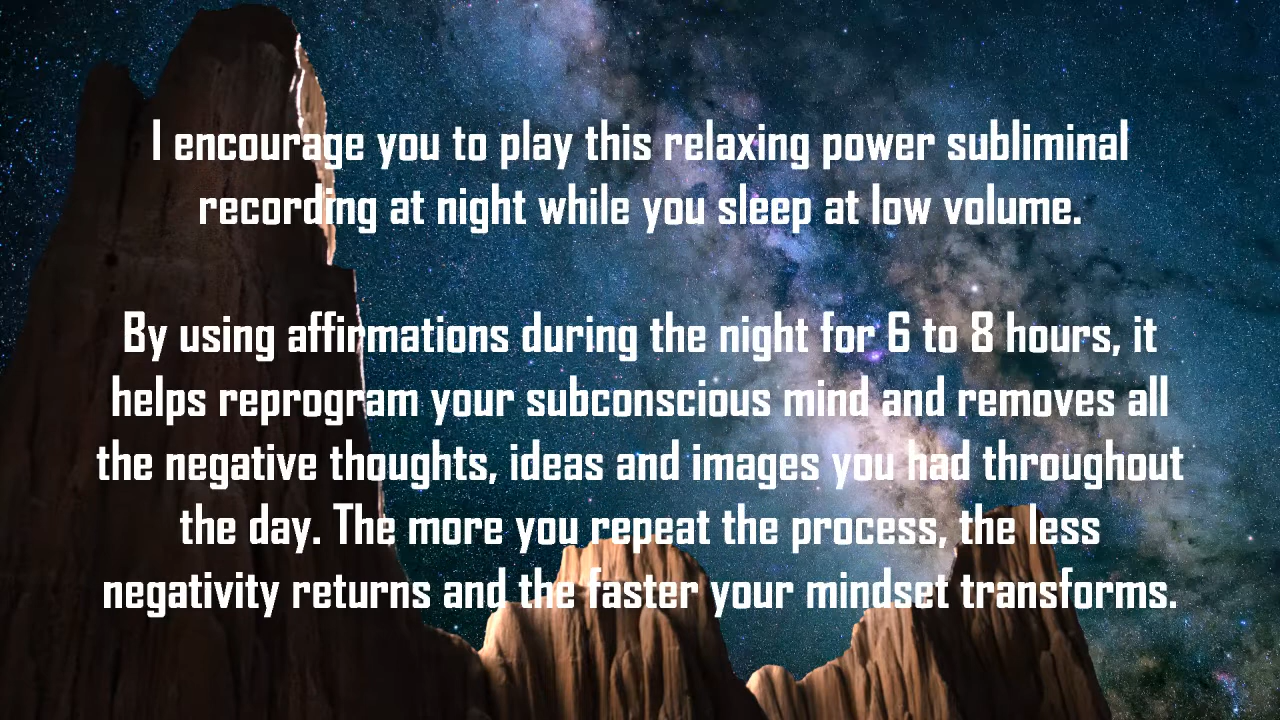 I encourage you to play this relaxing power subliminal
recording at night while you sleep at low volume.
By using affirmations during the night for 6 to 8 hours, it
helps reprogram your subconscious mind and removes all
the negative thoughts, ideas and images you had throughout
the day. The more you repeat the process, the less
negativity returns and the faster your mindset transforms.